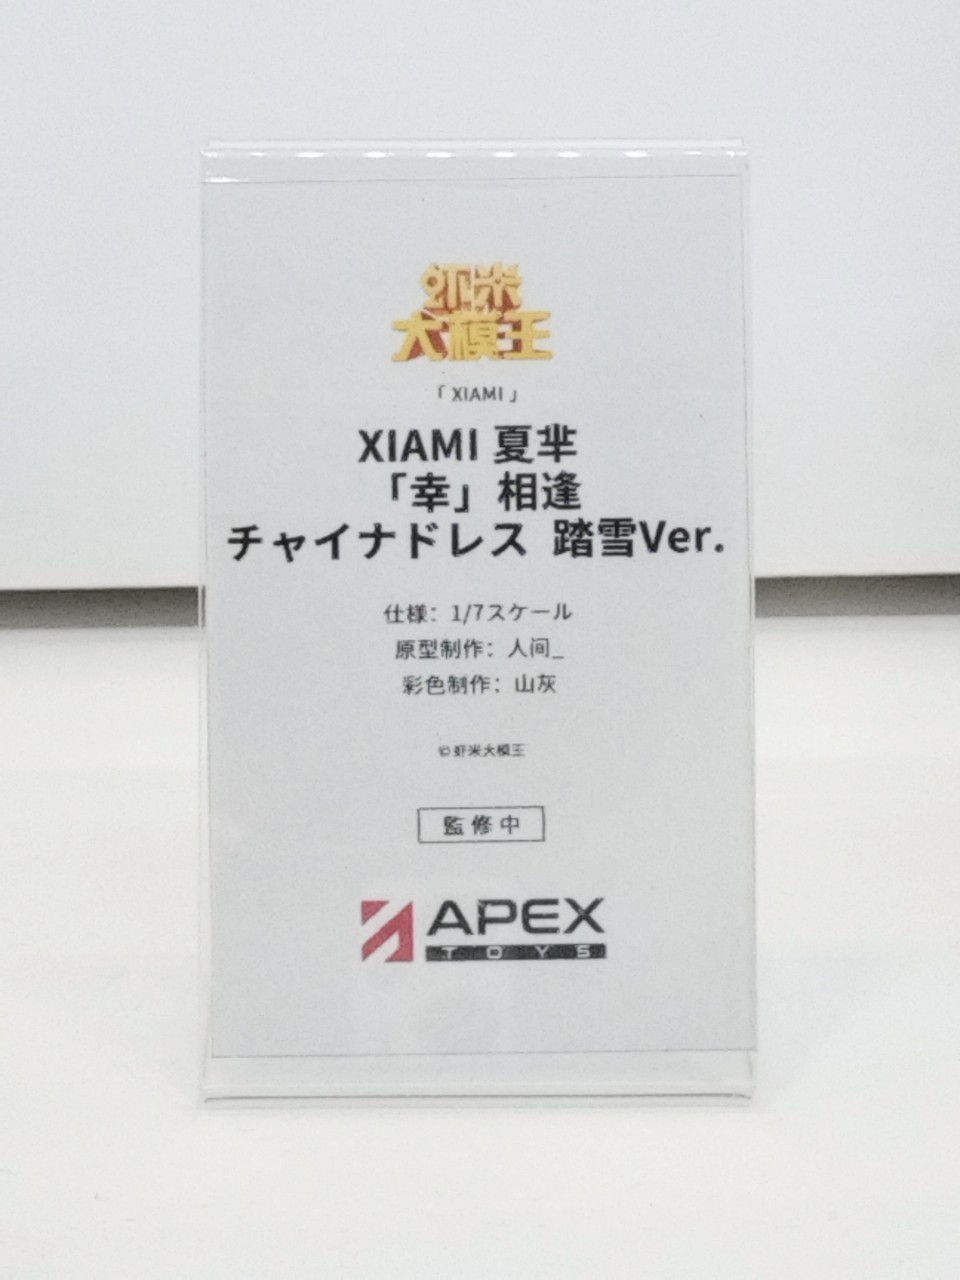 虾米
大模王
「 XIAMI 」
XIAMI 夏芈
「幸」相逢
チャイナドレス 踏雪Ver.
仕様：1/7スケール
原型制作：人间_
彩色制作：山灰
© 虾米大模王
監修中
APEX
TOYS